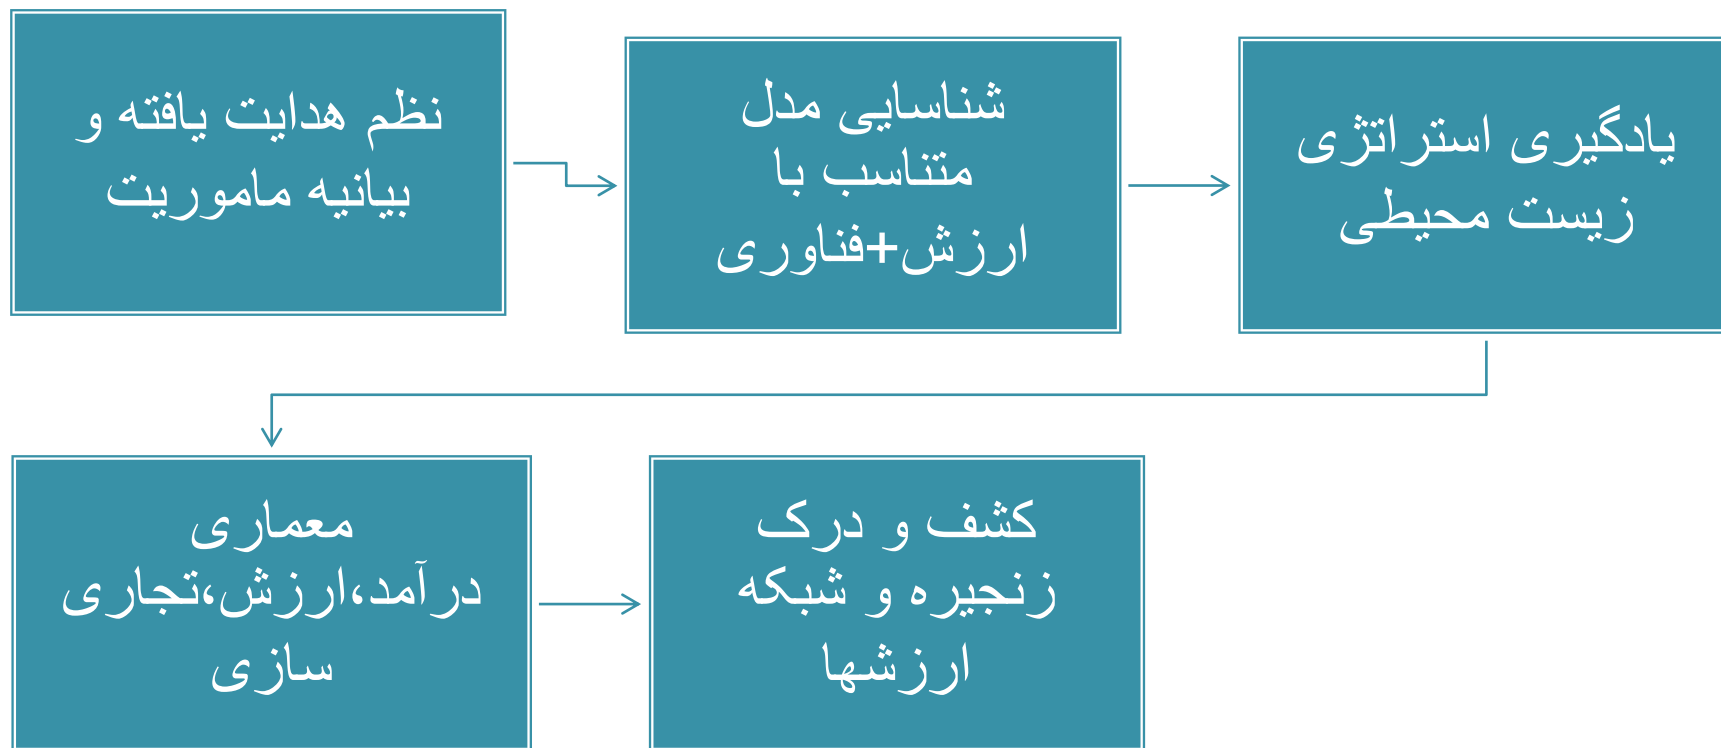 نظم هدایت یافته و
بیانیه ماموریت
شناسایی مدل
متناسب با
ارزش+فناوری
یادگیری استراتژی
زیست محیطی
معماری
درآمد،ارزش،تجاری
سازی
کشف و درک
زنجیره و شبکه
ارزشها